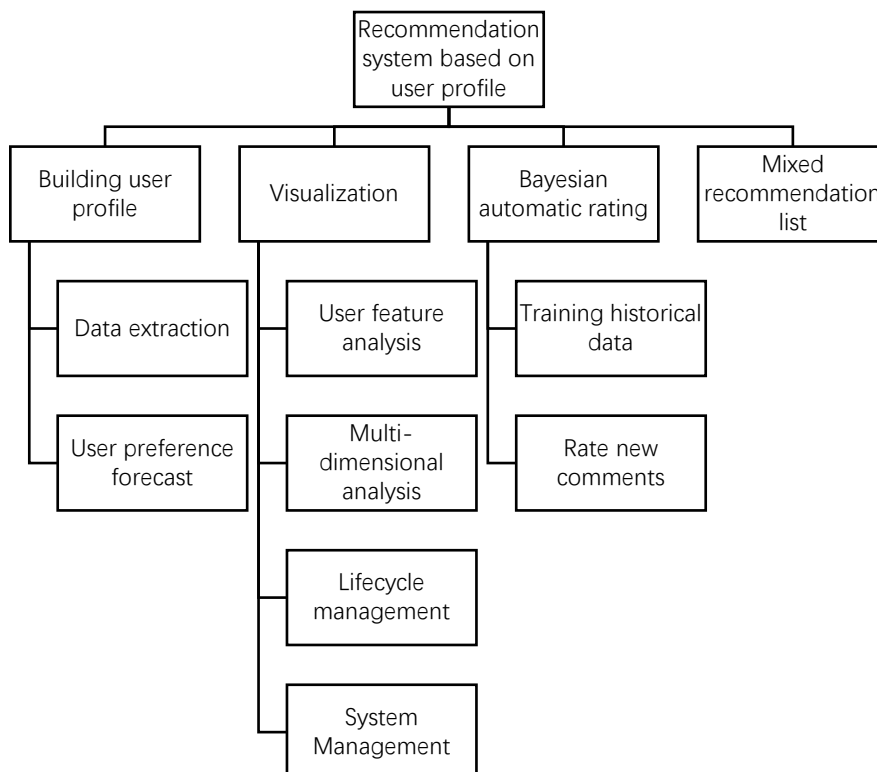 Recommendation
system based on
user profile
Building user
profile
Visualization
Bayesian
automatic rating
Mixed
recommendation
list
Data extraction
User feature
analysis
Training historical
data
User preference
forecast
Multi-
dimensional
analysis
Rate new
comments
Lifecycle
management
System
Management